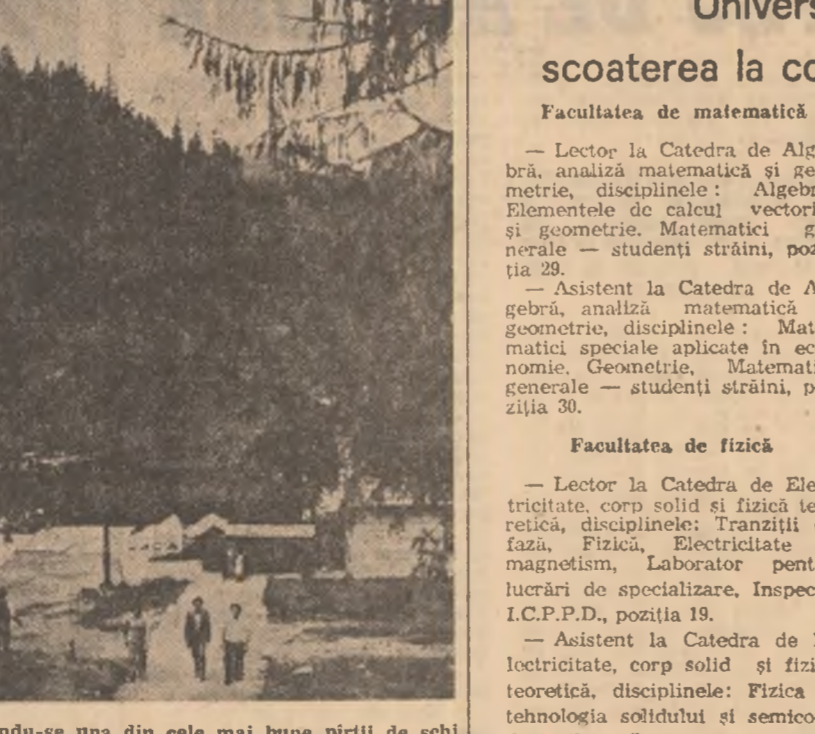 scoaterea la
Facultatea de matematică
— Lector la Catedra de Alg
bră, analiză matematică și ge
metrie, disciplinele : Algeb
Elementele de calcul vector
și geometrie. Matematici g
nerale — studenți străini, poz
ția 29.
— Asistent la Catedra de A
gebră, analiză matematică
geometrie, disciplinele : Mat
matici speciale aplicate în ec
nomie. Geometrie, Matemati
generale — studenți străini, p
ziția 30.
Facultatea de fizică
— Lector la Catedra de Ele
tricitate, corp solid și fizică te
retică, disciplinele: Tranziții
fază, Fizică, Electricitate
magnetism, Laborator pent
lucrări de specializare, Inspec
I.C.P.P.D., poziția 19.
— Asistent la Catedra de
lectricitate, corp solid și fizi
teoretică, disciplinele: Fizica
tehnologia solidului și semico
ndu-se una din cele mai bune pîrtii de schi